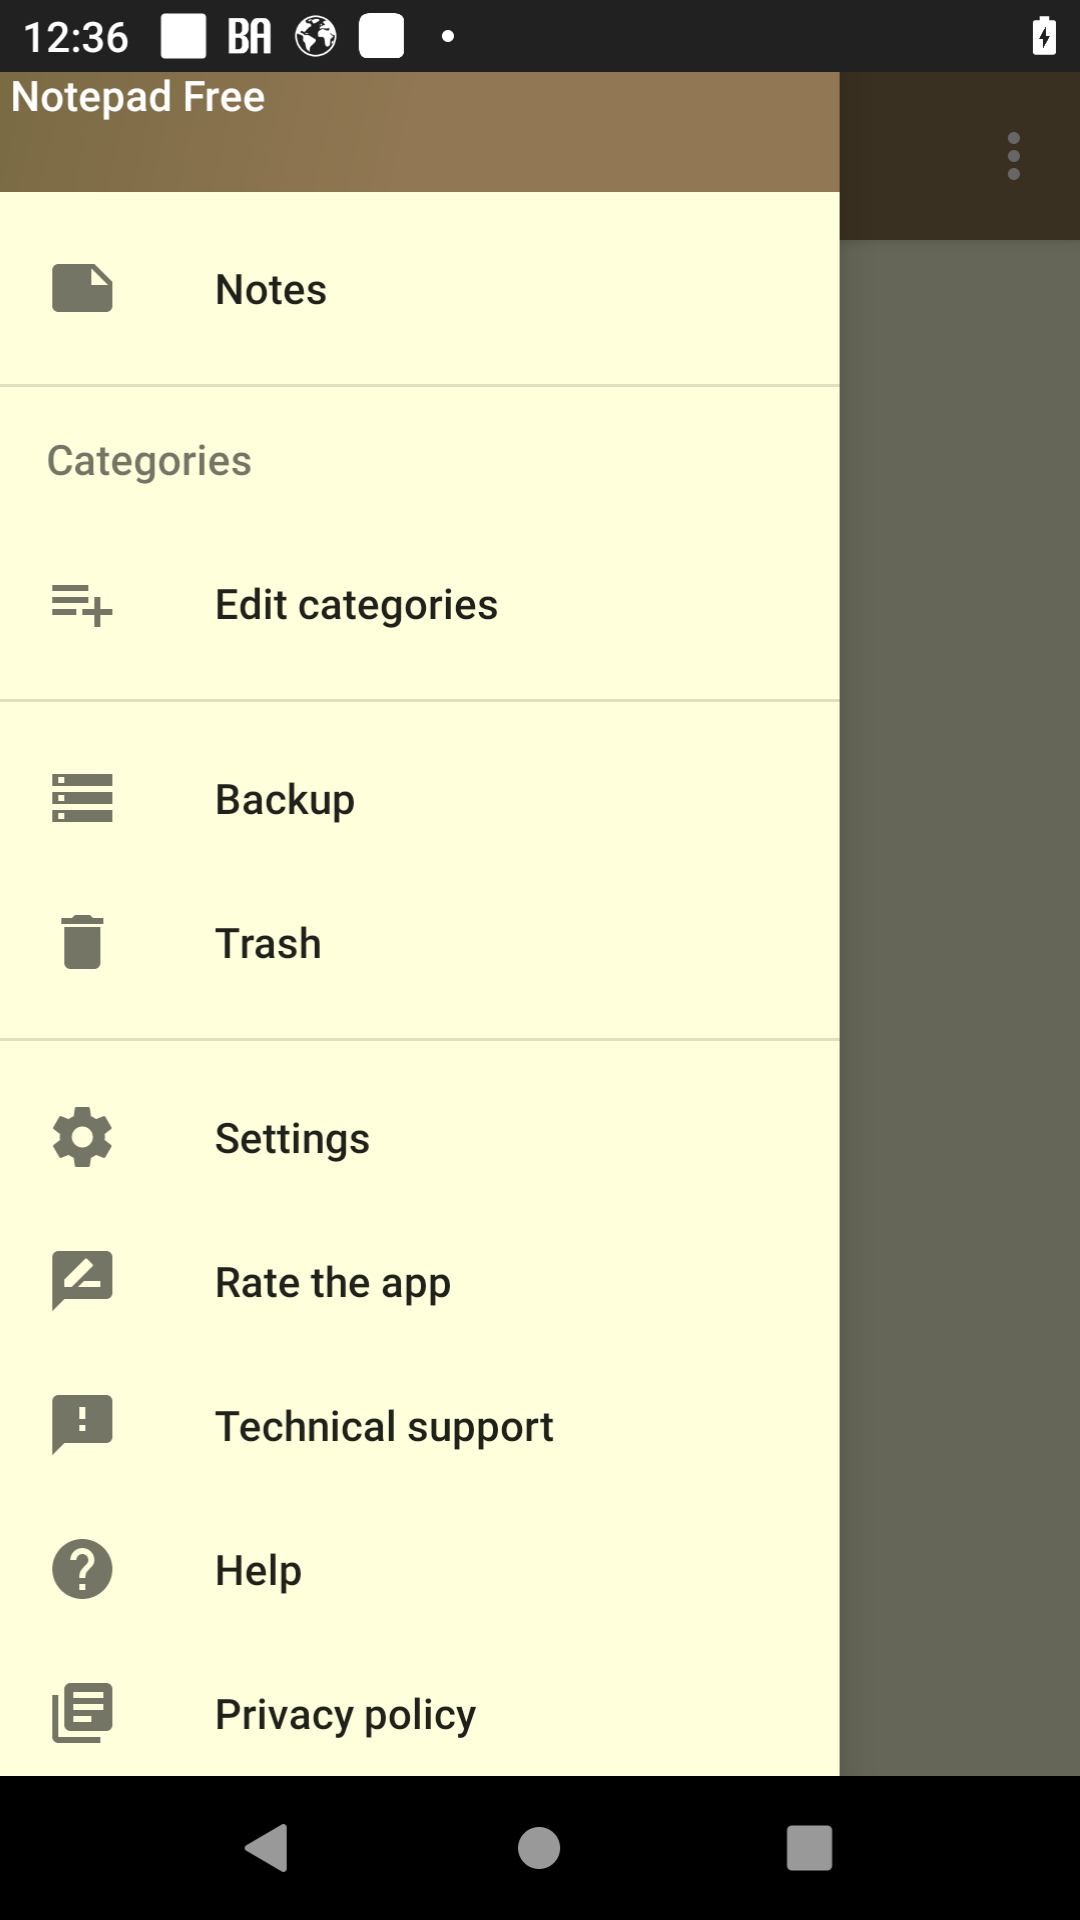 12:36 BA
Notepad Free
Notes
Categories
Edit categories
Backup
Trash
Settings
Rate the app
Technical support
Help
Privacy policy